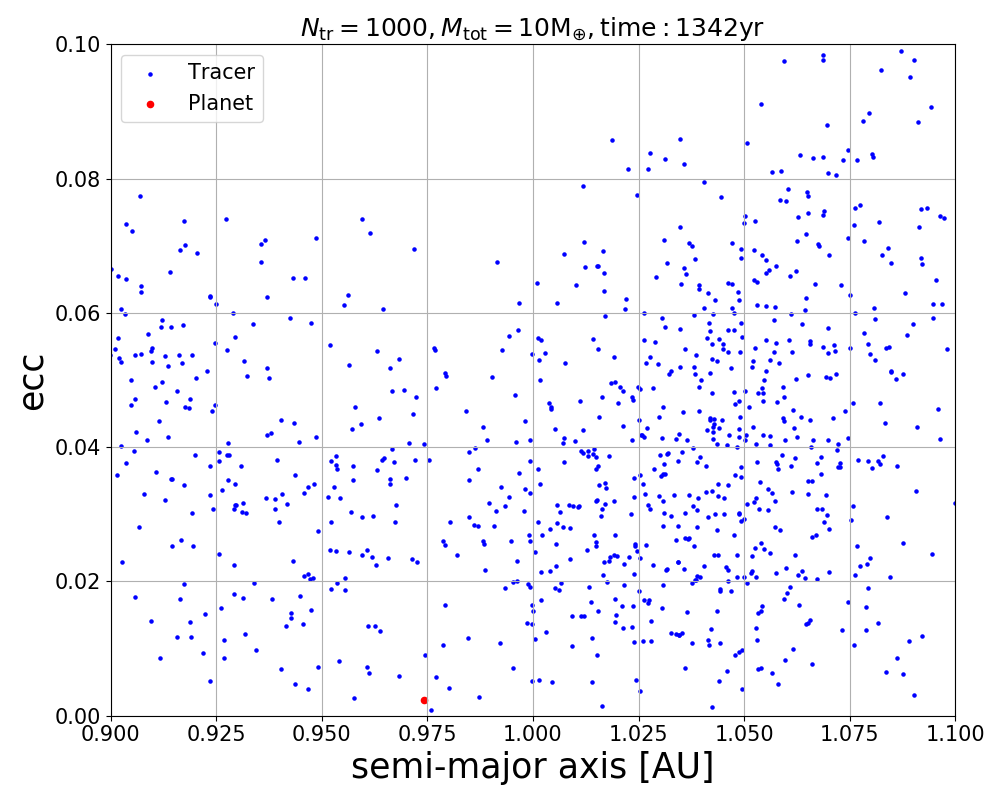 N_tr = 1000, M_tot = 10M_⊕, time : 1342yr
Tracer
Planet
ecc
0.10
0.08
0.06
0.04
0.02
0.00
0.900 0.925 0.950 0.975 1.000 1.025 1.050 1.075 1.100
semi-major axis [AU]